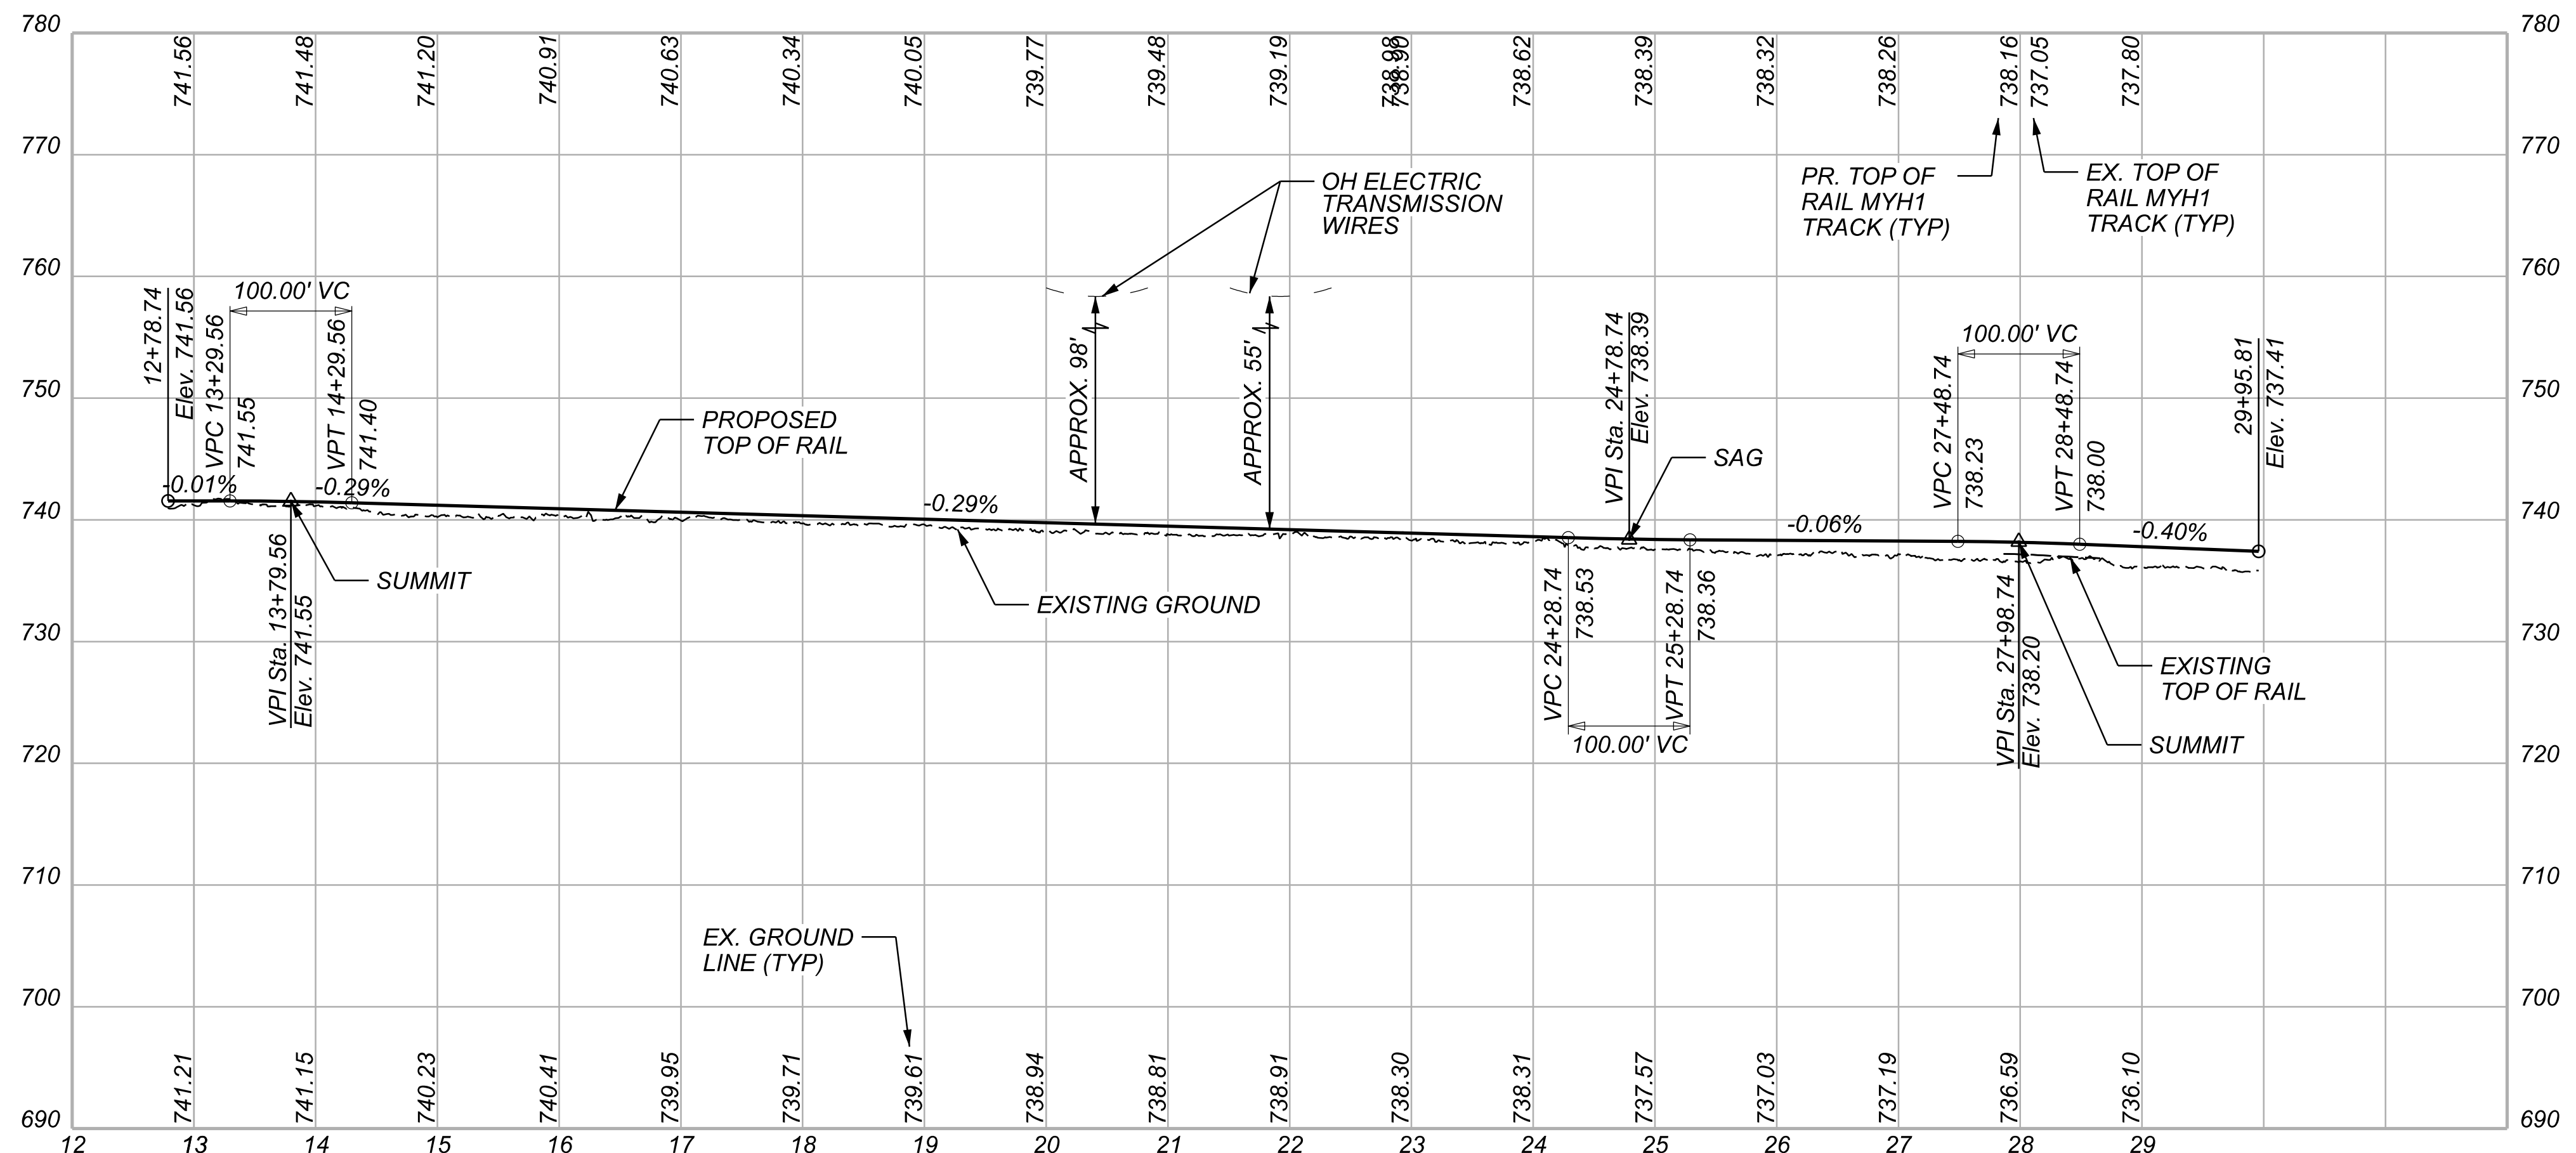 780
780
741.56
741.48
741.20
740.91
740.63
740.34
740.05
739.77
739.48
739.19
738.98
738.90
738.62
738.39
738.32
738.26
738.16
737.05
737.80
770
770
OH ELECTRIC
TRANSMISSION
WIRES
PR. TOP OF
RAIL MYH1
TRACK (TYP)
EX. TOP OF
RAIL MYH1
TRACK (TYP)
760
760
12+78.74
Elev. 741.56
100.00' VC
VPC 13+29.56
741.55
VPT 14+29.56
741.40
APPROX. 98'
APPROX. 55'
VPI Sta. 24+78.74
Elev. 738.39
100.00' VC
VPC 27+48.74
738.23
VPT 28+48.74
738.00
29+95.81
Elev. 737.41
750
750
PROPOSED
TOP OF RAIL
SAG
-0.01%
-0.29%
-0.29%
-0.06%
-0.40%
740
740
SUMMIT
EXISTING GROUND
VPI Sta. 13+79.56
Elev. 741.55
VPC 24+28.74
738.53
VPT 25+28.74
738.36
100.00' VC
VPI Sta. 27+98.74
Elev. 738.20
730
730
EXISTING
TOP OF RAIL
SUMMIT
720
720
710
710
EX. GROUND
LINE (TYP)
700
700
741.21
741.15
740.23
740.41
739.95
739.71
739.61
738.94
738.81
738.91
738.30
738.31
737.57
737.03
737.19
736.59
736.10
690
690
12 13 14 15 16 17 18 19 20 21 22 23 24 25 26 27 28 29